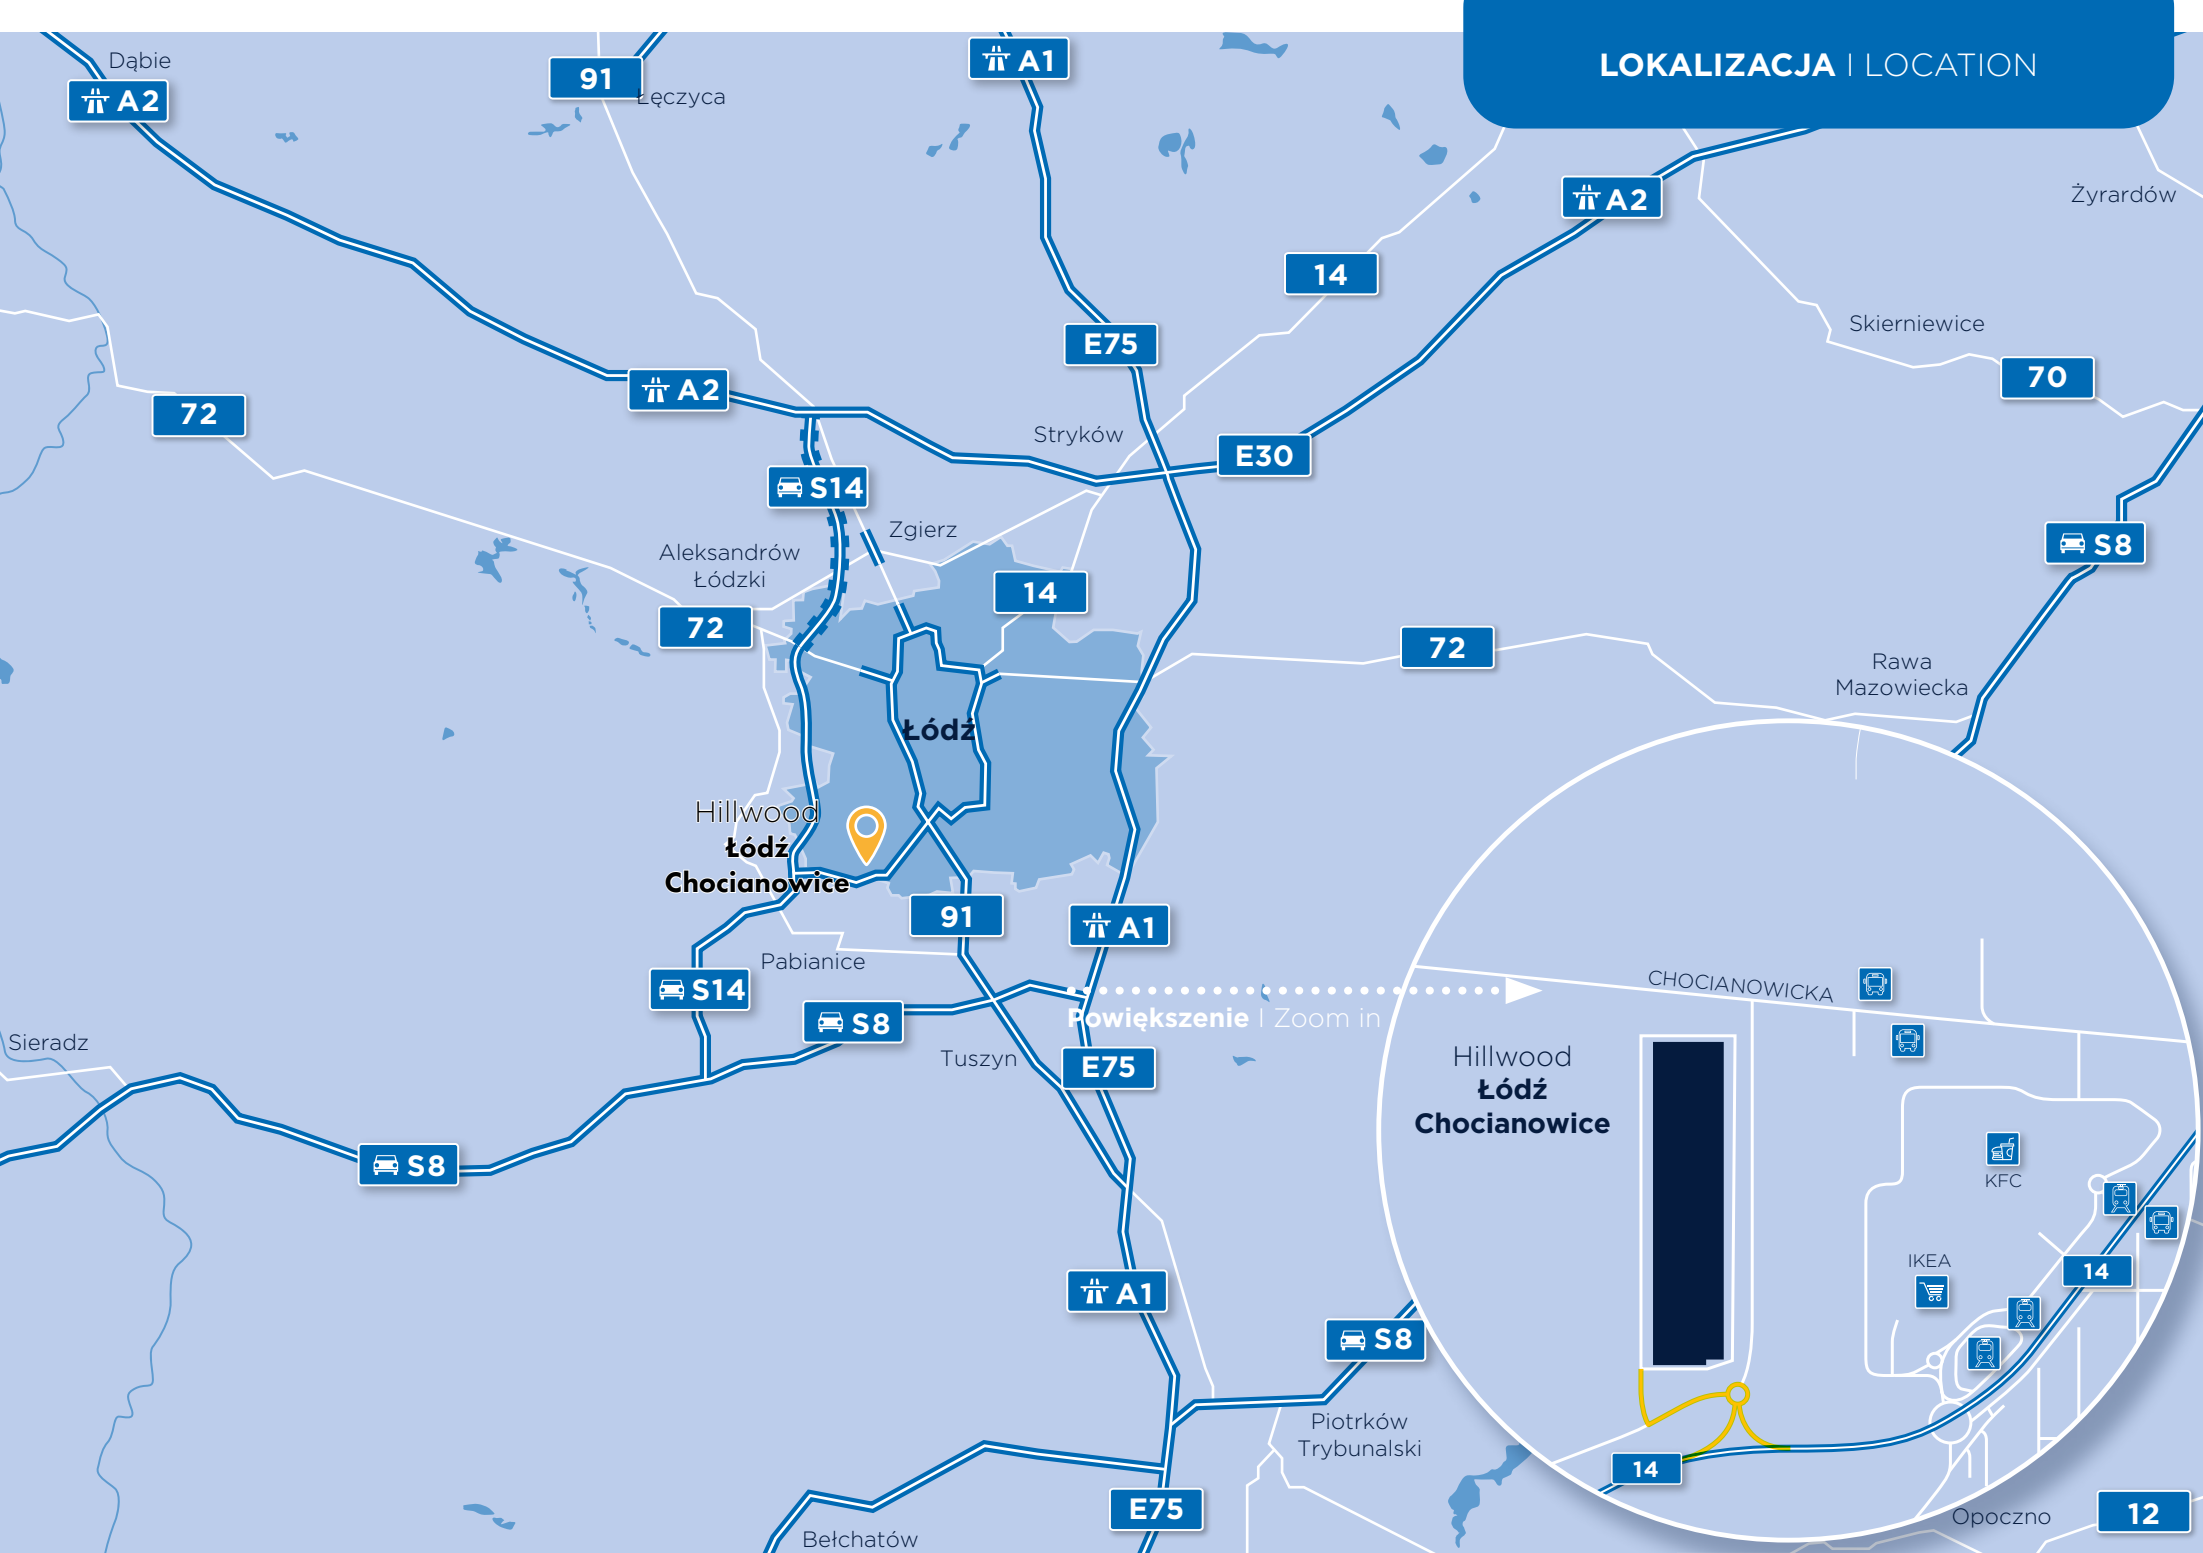 LOKALIZACJA | LOCATION
Dąbie
A2
91
Łęczyca
A1
A2
Żyrardów
14
Skierniewice
E75
70
A2
72
Stryków
E30
S14
Zgierz
S8
Aleksandrów
Łódzki
14
72
72
Rawa
Mazowiecka
Łódź
Hillwood
Łódź
Chocianowice
91
A1
Pabianice
S14
S8
Powiększenie | Zoom in
CHOCIANOWICKA
Sieradz
Tuszyn
E75
Hillwood
Łódź
Chocianowice
S8
KFC
IKEA
14
A1
S8
Piotrków
Trybunalski
14
E75
Opoczno
12
Bełchatów